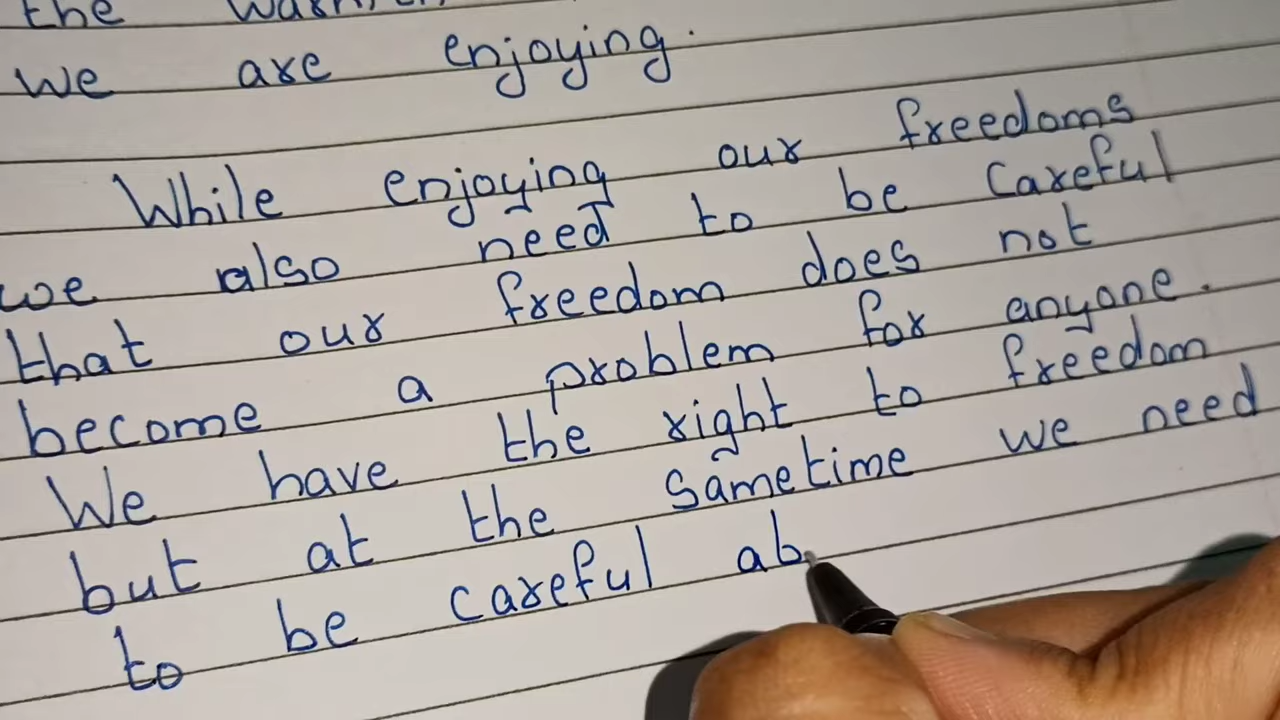 the
we are enjoying.
While enjoying our freedoms
we also need to be careful
that our freedom does not
become a problem for anyone.
We have the right to freedom
but at the sametime we need
to be careful ab